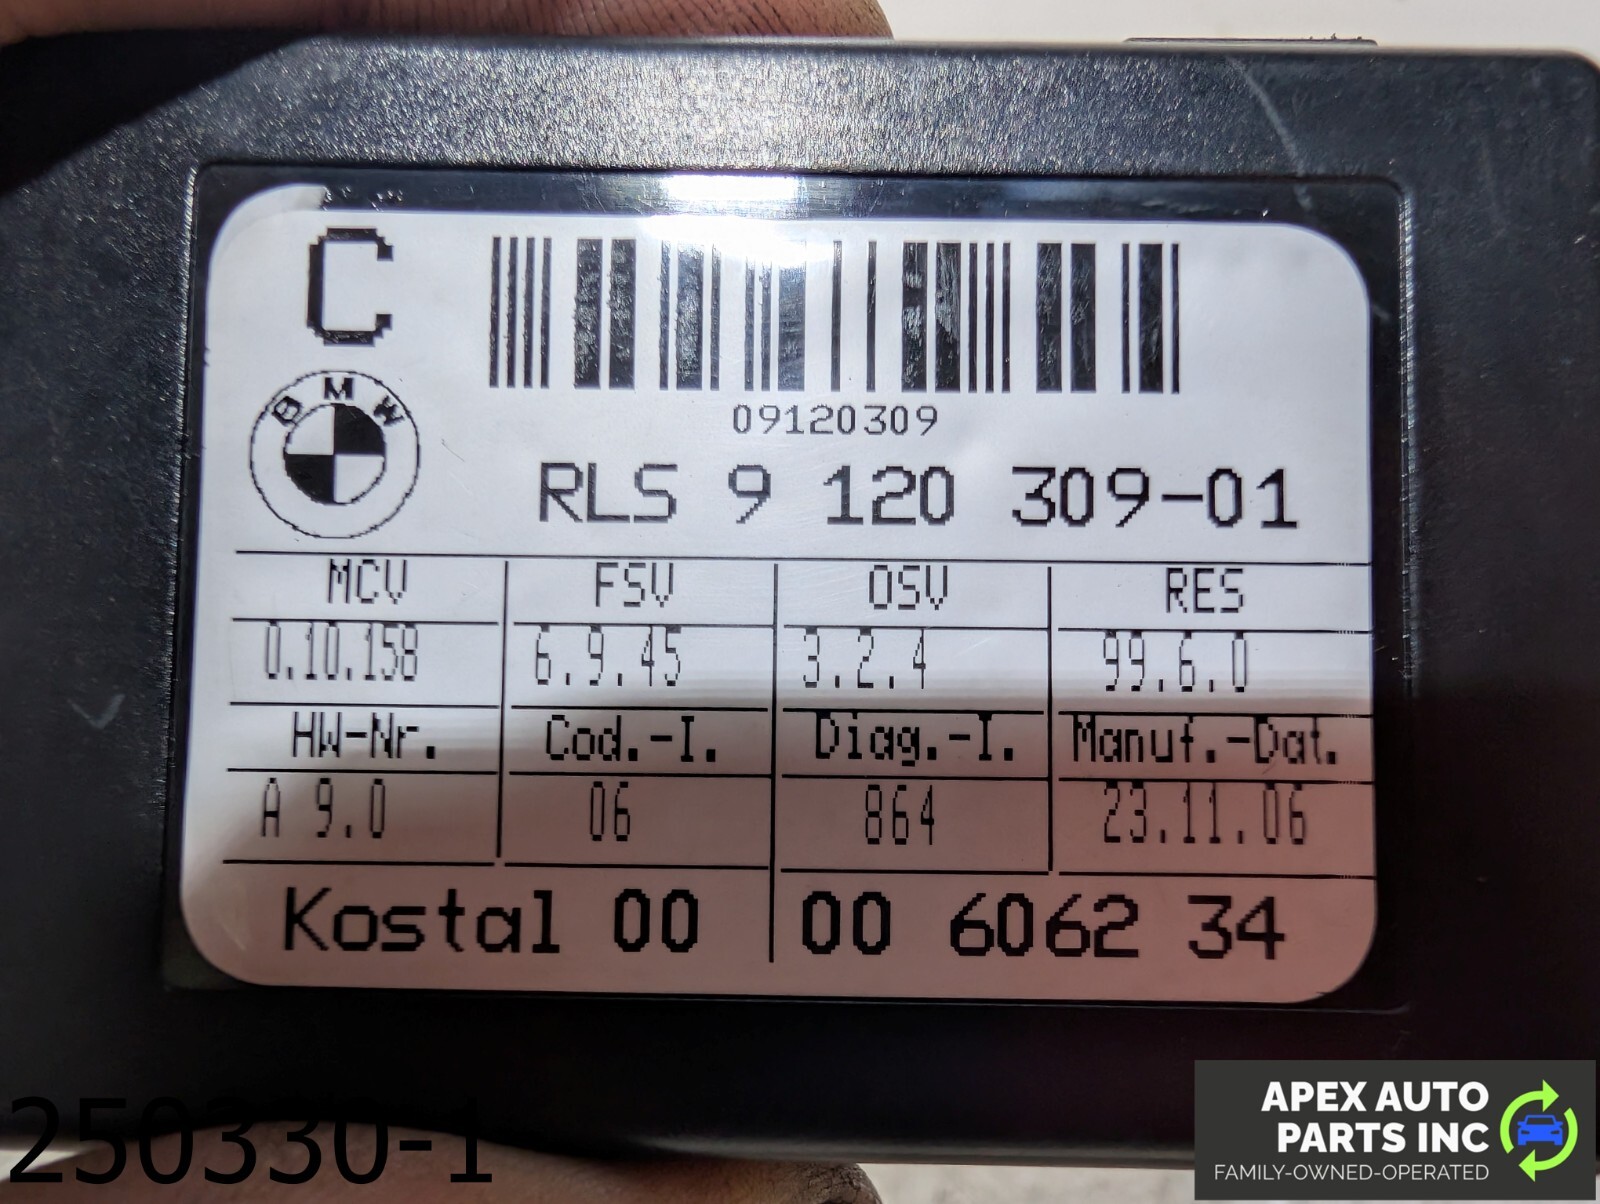 C
BMW
09120309
RLS 9 120 309-01
MCV FSV OSV RES
0.10.158 6.9.45 3.2.4 99.6.0
HW-Nr. Cod.-I. Diag.-I. Manuf.-Dat.
A 9.0 06 864 23.11.06
Kostal 00 00 6062 34
250330-1
APEX AUTO
PARTS INC
FAMILY-OWNED-OPERATED